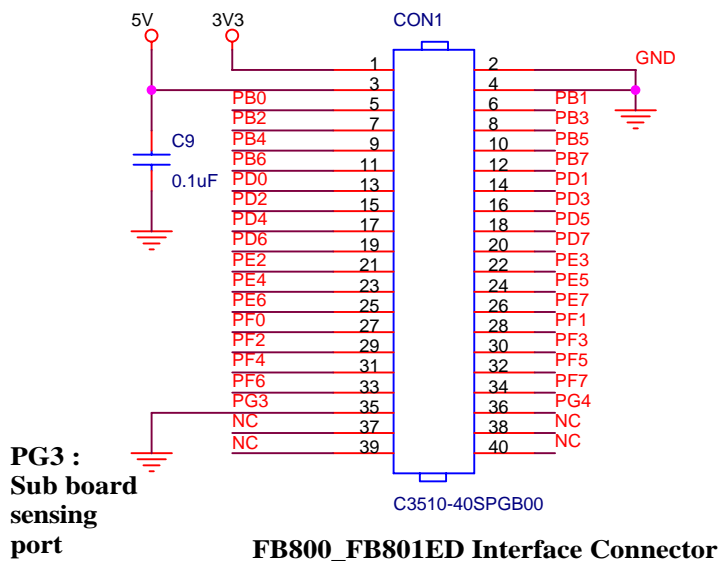 5V 3V3 CON1
1 2 GND
3 4
PB0 5 6 PB1
PB2 7 8 PB3
PB4 9 10 PB5
PB6 11 12 PB7
PD0 13 14 PD1
PD2 15 16 PD3
PD4 17 18 PD5
PD6 19 20 PD7
PE2 21 22 PE3
PE4 23 24 PE5
PE6 25 26 PE7
PF0 27 28 PF1
PF2 29 30 PF3
PF4 31 32 PF5
PF6 33 34 PF7
PG3 35 36 PG4
NC 37 38 NC
NC 39 40 NC
C9
0.1uF
C3510-40SPGB00
PG3 :
Sub board
sensing
port
FB800_FB801ED Interface Connector